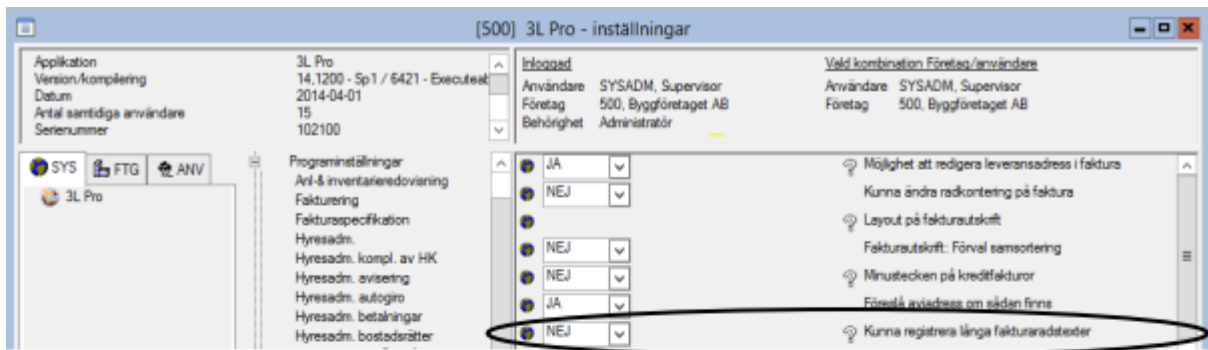 [500] 3L Pro - inställningar
Applikation 3L Pro
Version/kompilering 14,1200 - Sp1 / 6421 - Executeab
Datum 2014-04-01
Antal samtidiga användare 15
Serienummer 102100
Inloggad
Användare SYSADM, Supervisor
Företag 500, Byggföretaget AB
Behörighet Administratör
Vald kombination Företag/användare
Användare SYSADM, Supervisor
Företag 500, Byggföretaget AB
SYS FTG ANV
3L Pro
Programinställningar
Anl-& inventarieredovisning
Fakturering
Fakturaspecifikation
Hyresadm.
Hyresadm. kompl. av HK
Hyresadm. avisering
Hyresadm. autogiro
Hyresadm. betalningar
Hyresadm. bostadsrätter
JA Möjlighet att redigera leveransadress i faktura
NEJ Kunna ändra radkontering på faktura
Layout på fakturautskrift
NEJ Fakturautskrift: Förval samsortering
NEJ Minustecken på kreditfakturor
JA Föreslå aviadress om sådan finns
NEJ Kunna registrera långa fakturaradstexter